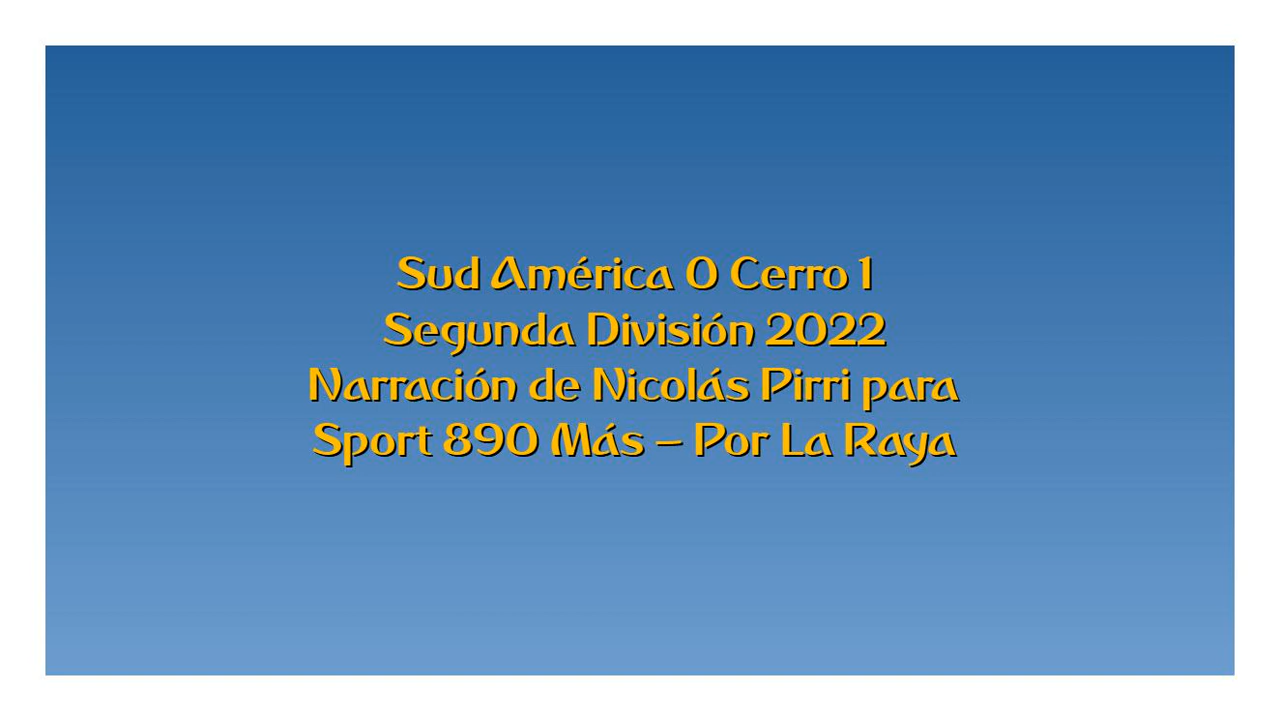 Sud América 0 Cerro 1
Segunda División 2022
Narración de Nicolás Pirri para
Sport 890 Más – Por La Raya